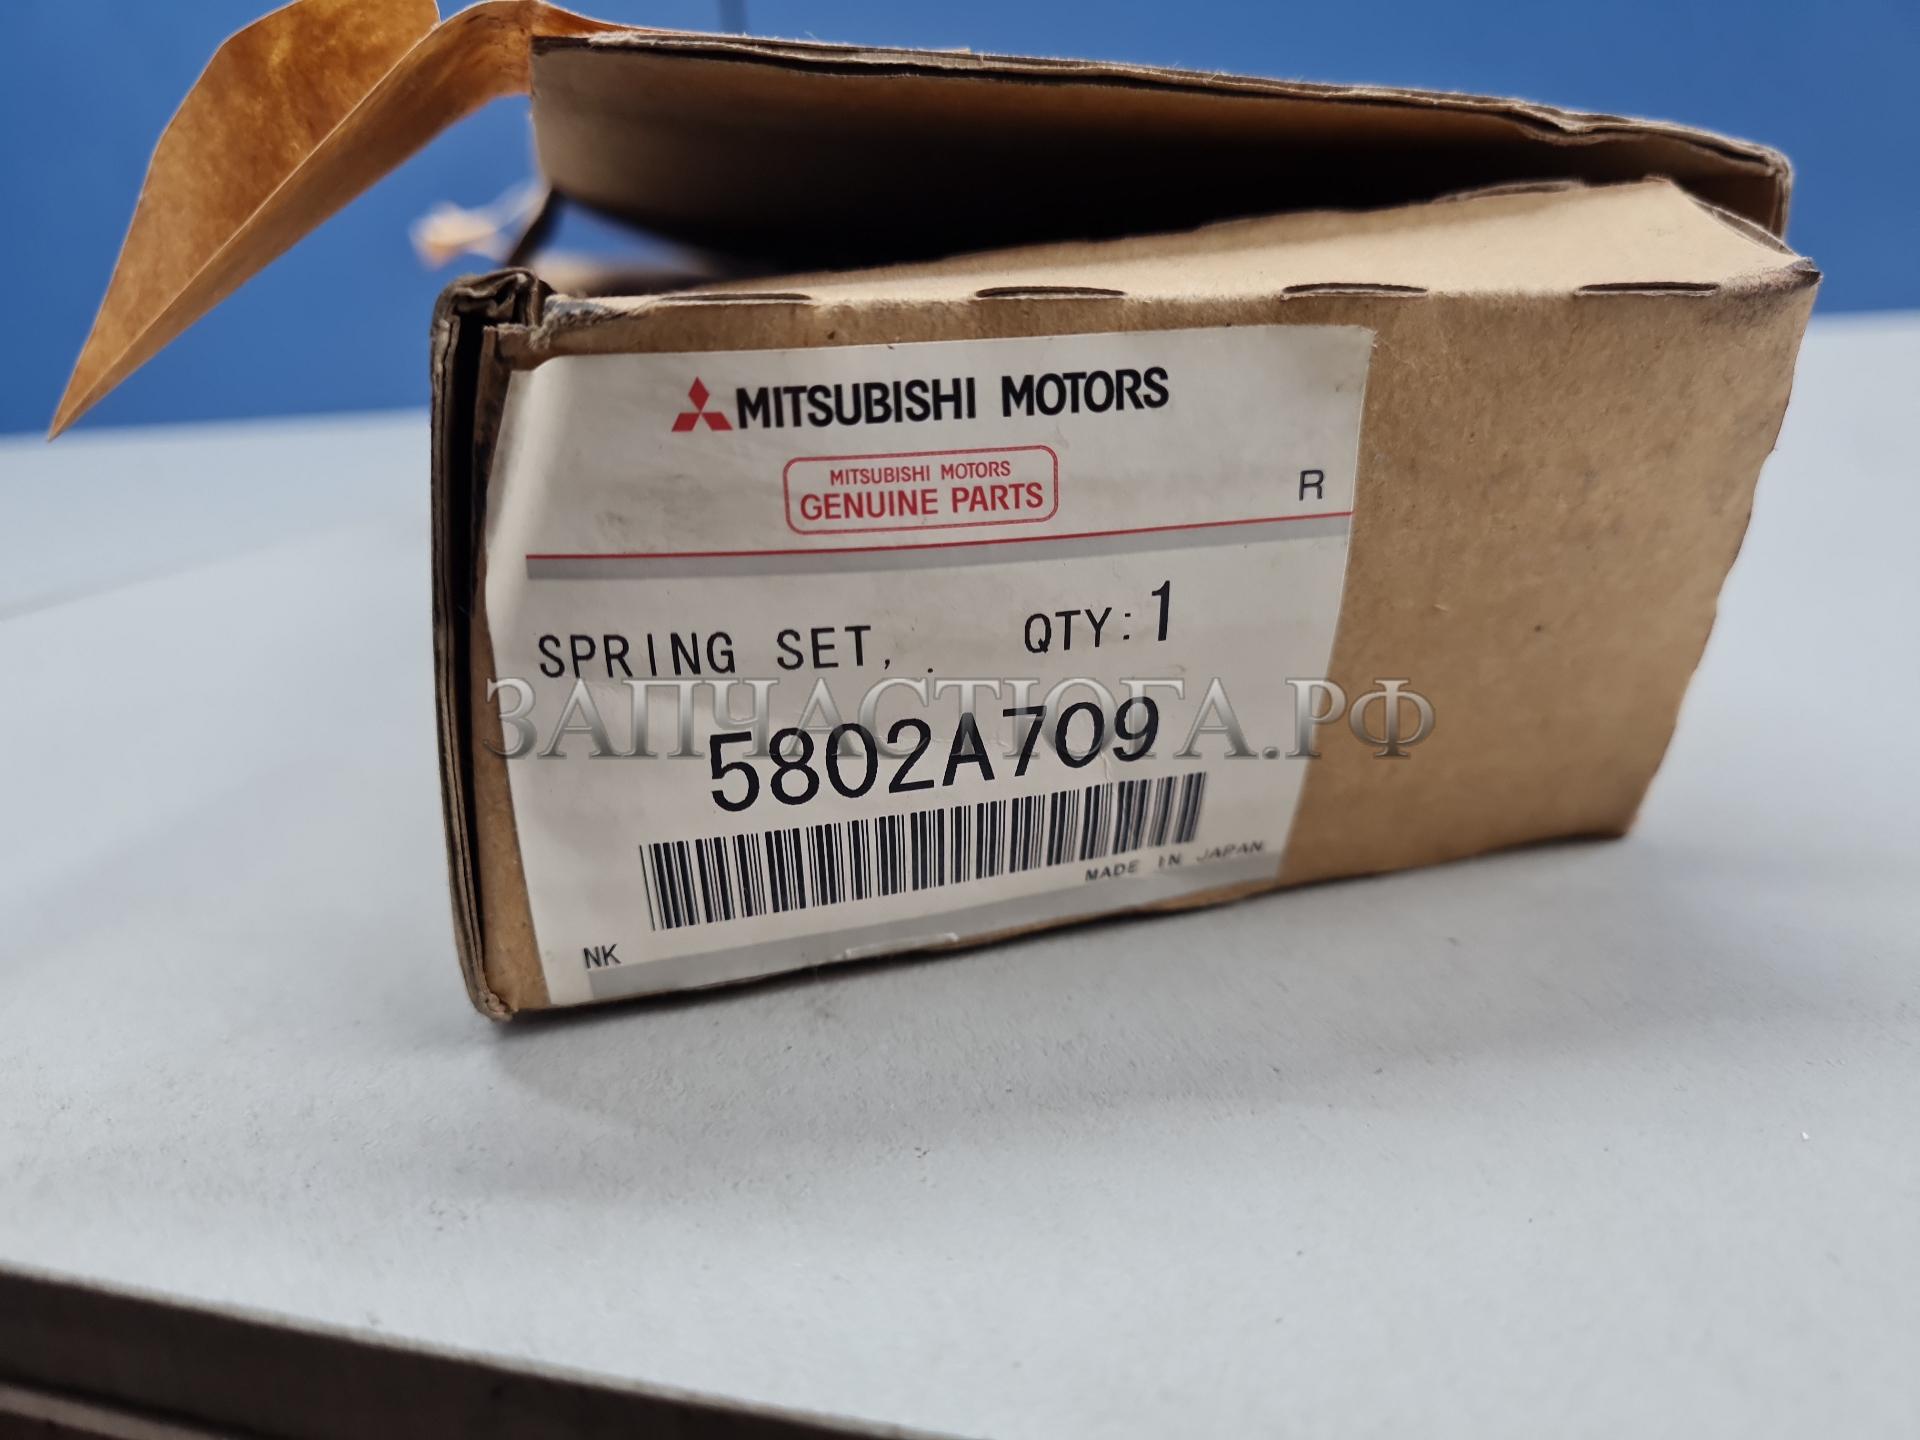 MITSUBISHI MOTORS
MITSUBISHI MOTORS
GENUINE PARTS
R
SPRING SET, . QTY:1
ЗАПЧАСТЮГА.РФ
5802A709
MADE IN JAPAN
NK